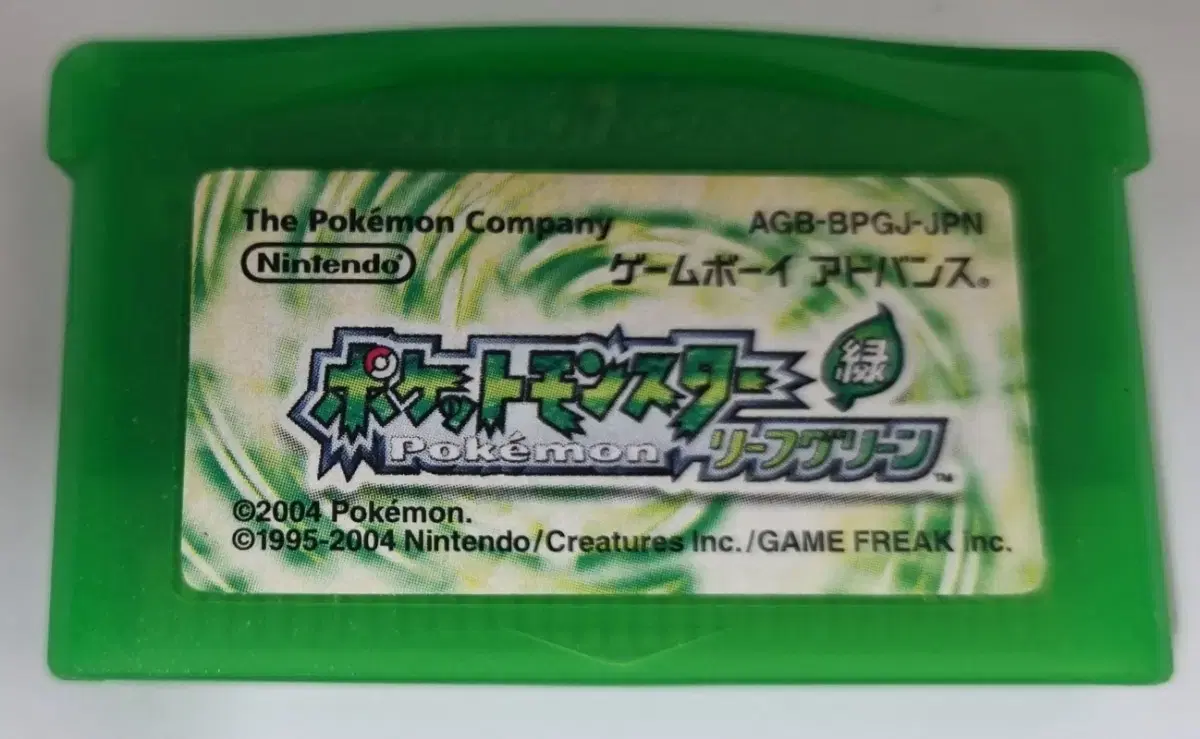 The Pokémon Company
AGB-BPGJ-JPN
Nintendo®
ゲームボーイ アドバンス®
ポケットモンスター
緑
Pokémon
リーフグリーン™
©2004 Pokémon.
©1995-2004 Nintendo/Creatures Inc./GAME FREAK inc.